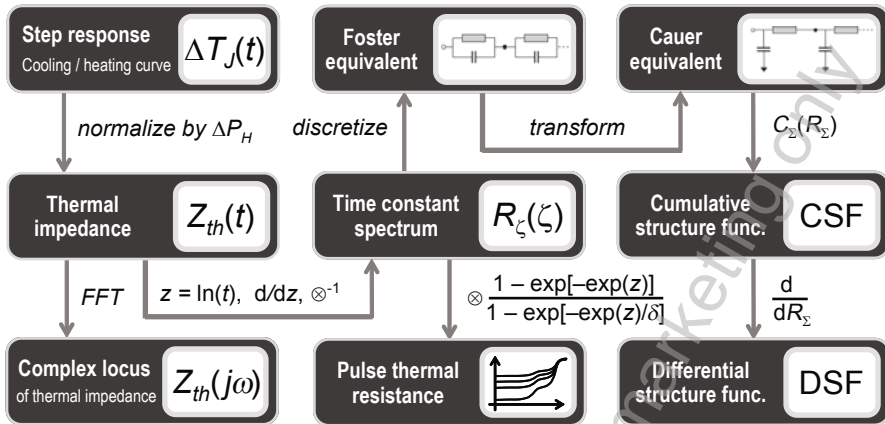 Step response
Cooling / heating curve
ΔT_J(t)
Foster
equivalent
Cauer
equivalent
normalize by ΔP_H
discretize
transform
C_Σ(R_Σ)
Thermal
impedance
Z_th(t)
Time constant
spectrum
R_ζ(ζ)
Cumulative
structure func.
CSF
FFT
z = ln(t), d/dz, ⊗⁻¹
⊗ 1 – exp[–exp(z)]
1 – exp[–exp(z)/δ]
d
dR_Σ
Complex locus
of thermal impedance
Z_th(jω)
Pulse thermal
resistance
Differential
structure func.
DSF
marketing only